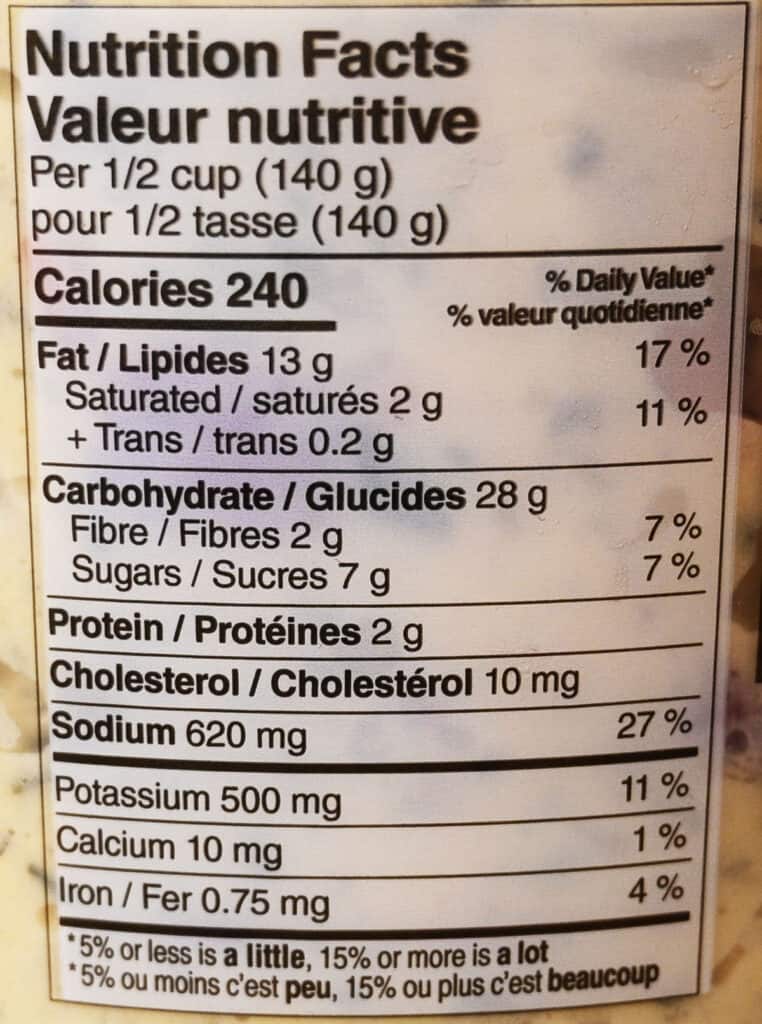 Nutrition Facts
Valeur nutritive
Per 1/2 cup (140 g)
pour 1/2 tasse (140 g)
Calories 240
% Daily Value*
% valeur quotidienne*
Fat / Lipides 13 g 17 %
Saturated / saturés 2 g
+ Trans / trans 0.2 g 11 %
Carbohydrate / Glucides 28 g
Fibre / Fibres 2 g 7 %
Sugars / Sucres 7 g 7 %
Protein / Protéines 2 g
Cholesterol / Cholestérol 10 mg
Sodium 620 mg 27 %
Potassium 500 mg 11 %
Calcium 10 mg 1 %
Iron / Fer 0.75 mg 4 %
*5% or less is a little, 15% or more is a lot
*5% ou moins c'est peu, 15% ou plus c'est beaucoup